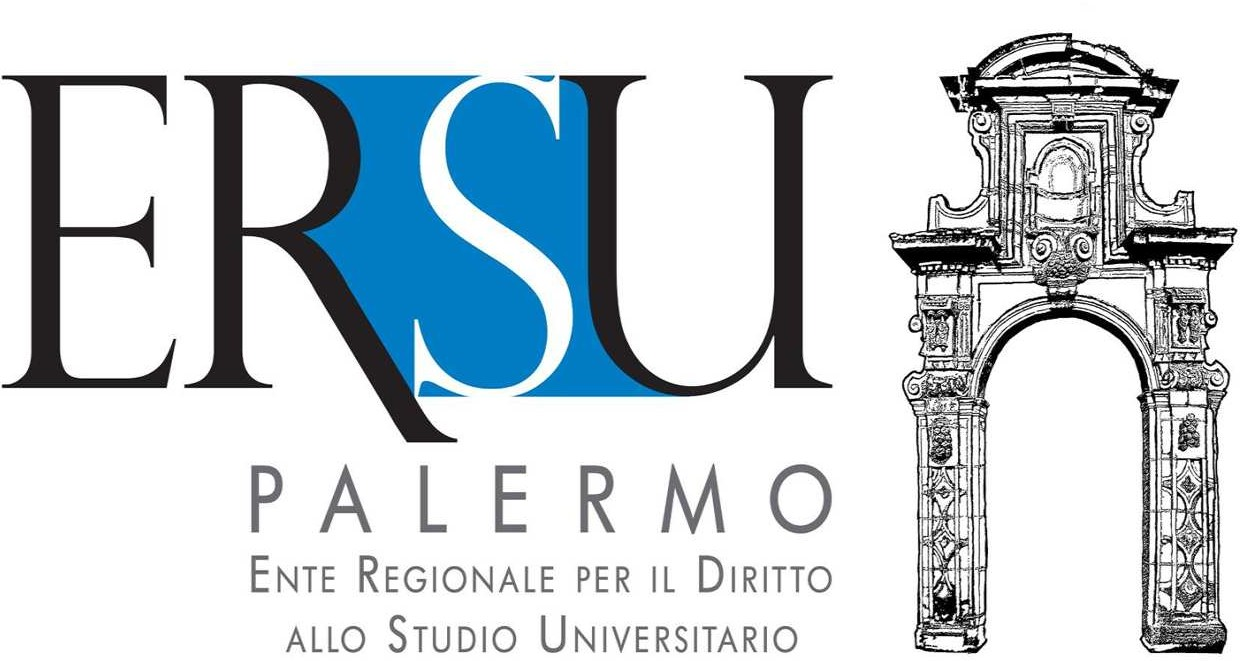 ERSU
PALERMO
ENTE REGIONALE PER IL DIRITTO
ALLO STUDIO UNIVERSITARIO